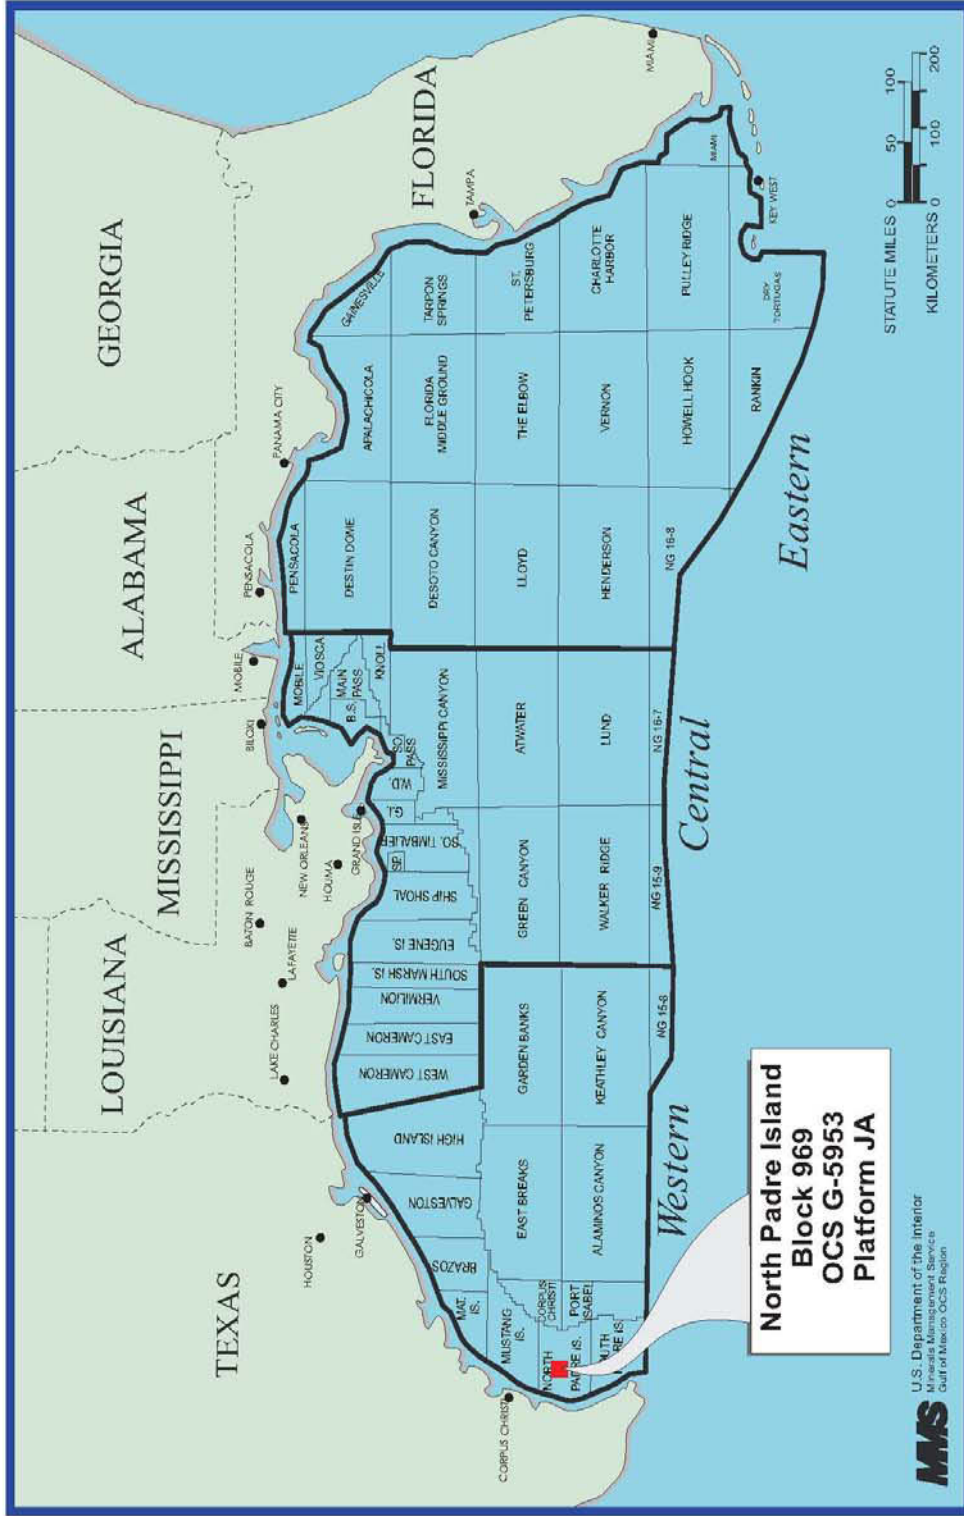 GEORGIA
ALABAMA
MISSISSIPPI
LOUISIANA
TEXAS
FLORIDA
MIAMI
TAMPA
KEY WEST
PANAMA CITY
PENSACOLA
MOBILE
BILOXI
BATON ROUGE
NEW ORLEANS
HOUMA
GRAND ISLE
LAFAYETTE
LAKE CHARLES
HOUSTON
GALVESTON
CORPUS CHRISTI
MAT.
IS.
BRAZOS
GALVESTON
HIGH ISLAND
WEST CAMERON
EAST CAMERON
VERMILION
SOUTH MARSH IS.
EUGENE IS.
SHIP SHOAL
SO. TIMBALIER
G.I.
W.D.
PASS
B.S.
MAIN
PASS
MOBILE
VIOSCA
KNOLL
PENSACOLA
DESTIN DOME
APALACHICOLA
GAINESVILLE
MUSTANG
IS.
CORPUS
CHRISTI
NORTH
PORT
ISABEL
EAST BREAKS
GARDEN BANKS
GREEN CANYON
MISSISSIPPI CANYON
ATWATER
DESOTO CANYON
LLOYD
FLORIDA
MIDDLE GROUND
THE ELBOW
TARPON
SPRINGS
ST.
PETERSBURG
ALAMINOS CANYON
KEATHLEY CANYON
WALKER RIDGE
LUND
HENDERSON
VERNON
CHARLOTTE
HARBOR
HOWELL HOOK
PULLEY RIDGE
MIAMI
NG 15-9
NG 16-7
NG 16-8
RANKIN
DRY
TORTUGAS
Western
Central
Eastern
North Padre Island
Block 969
OCS G-5953
Platform JA
STATUTE MILES 0 50 100
KILOMETERS 0 100 200
MMS
U.S. Department of the Interior
Minerals Management Service
Gulf of Mexico OCS Region